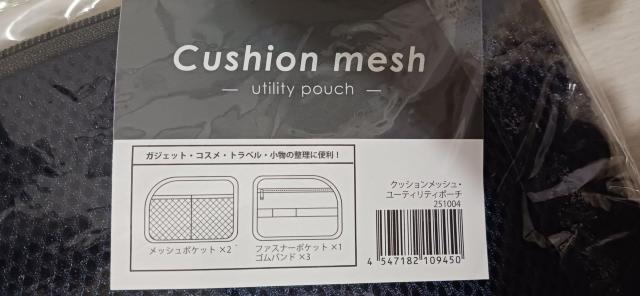 Cushion mesh
— utility pouch —
ガジェット・コスメ・トラベル・小物の整理に便利！
メッシュポケット ×2
ファスナーポケット ×1
ゴムバンド ×3
クッションメッシュ・
ユーティリティポーチ
251004
4 547182 109450